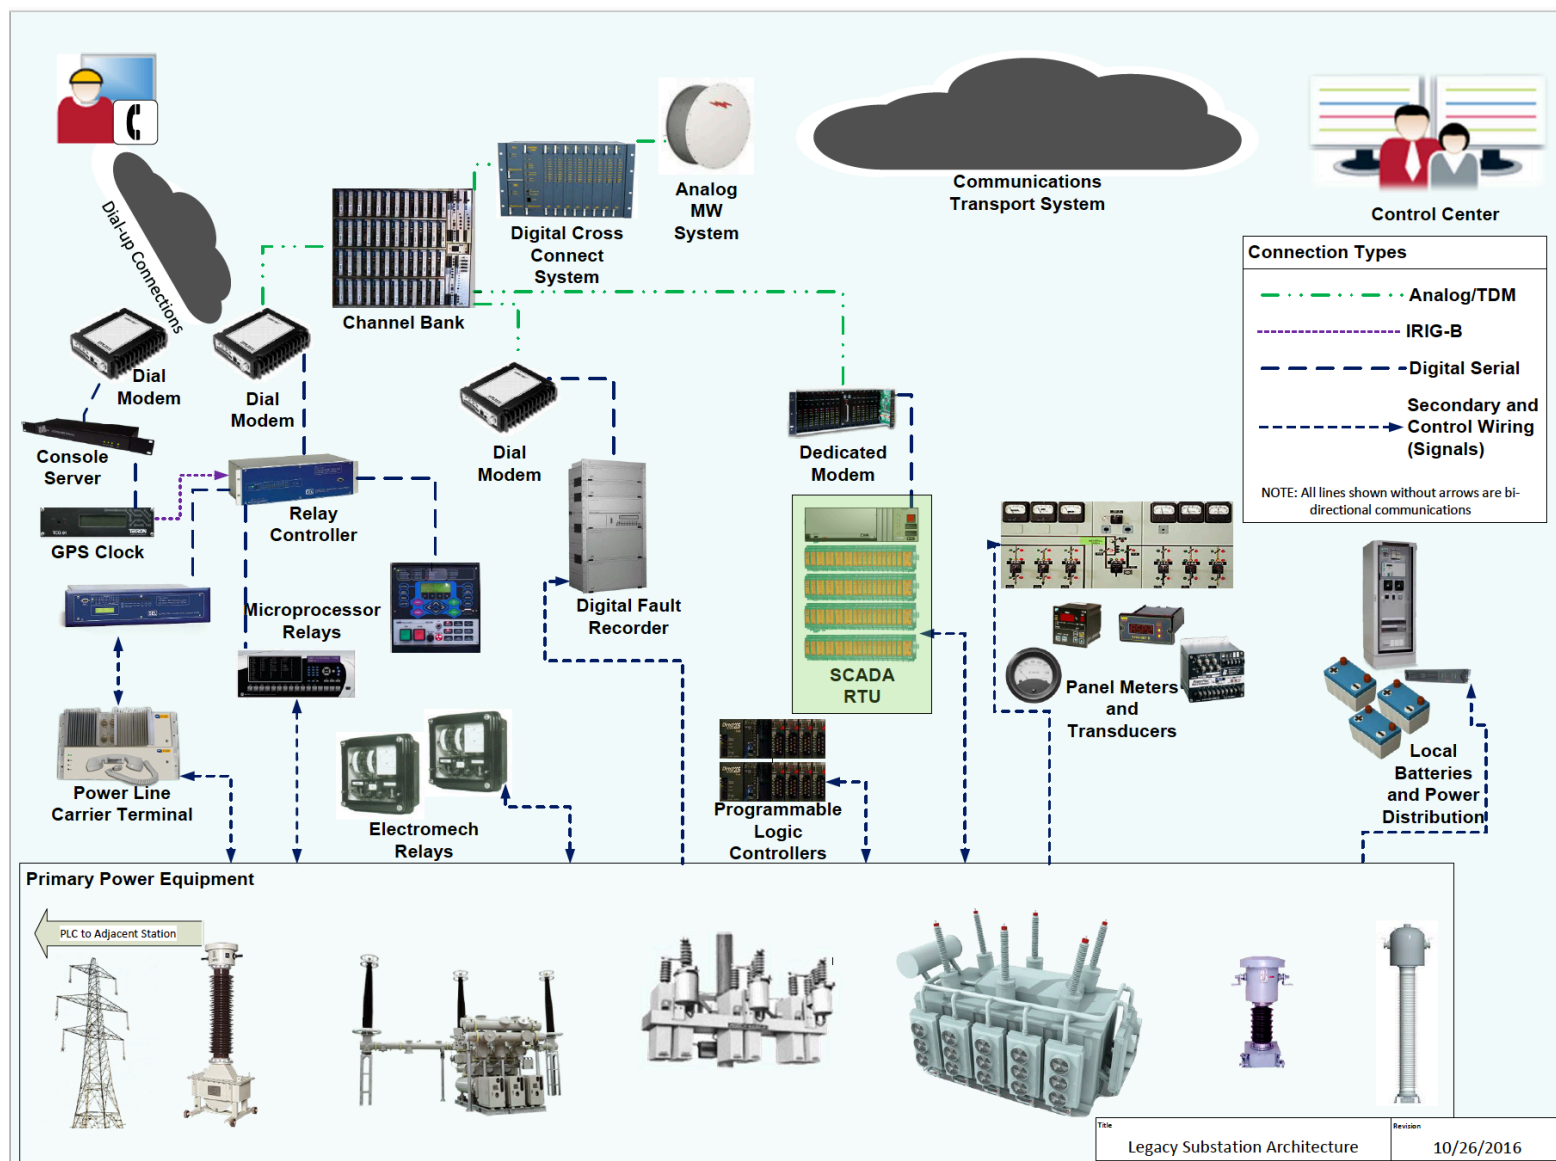 Dial-up Connections
Analog
MW
System
Communications
Transport System
Control Center
Digital Cross
Connect
System
Channel Bank
Connection Types
Analog/TDM
IRIG-B
Digital Serial
Secondary and
Control Wiring
(Signals)
NOTE: All lines shown without arrows are bi-
directional communications
Dial
Modem
Dial
Modem
Dial
Modem
Dedicated
Modem
Console
Server
GPS Clock
Relay
Controller
Microprocessor
Relays
Digital Fault
Recorder
SCADA
RTU
Panel Meters
and
Transducers
Local
Batteries
and Power
Distribution
Power Line
Carrier Terminal
Electromech
Relays
Programmable
Logic
Controllers
Primary Power Equipment
PLC to Adjacent Station
Title
Legacy Substation Architecture
Revision
10/26/2016